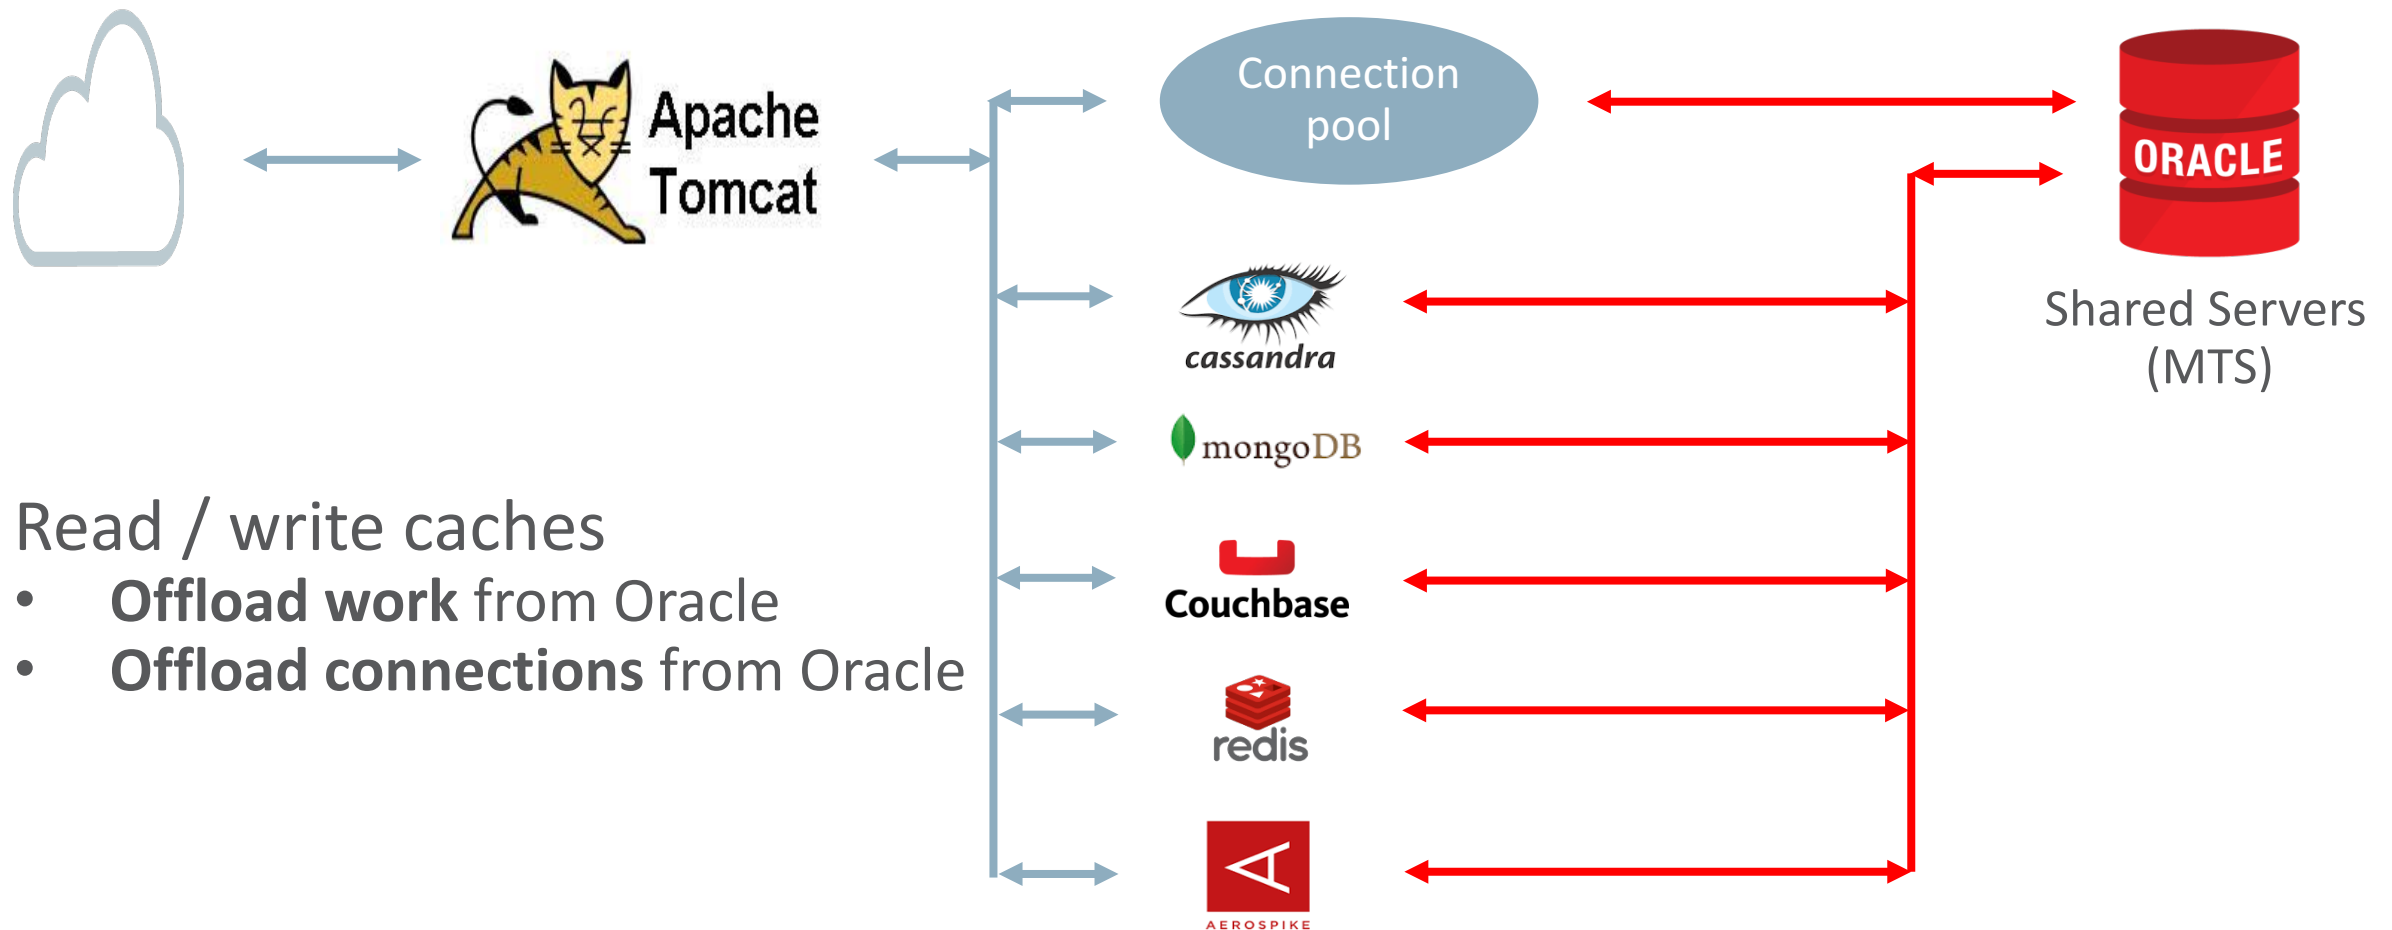 Apache
Tomcat
Connection
pool
ORACLE
Shared Servers
(MTS)
cassandra
mongoDB
Couchbase
redis
AEROSPIKE
Read / write caches
• Offload work from Oracle
• Offload connections from Oracle